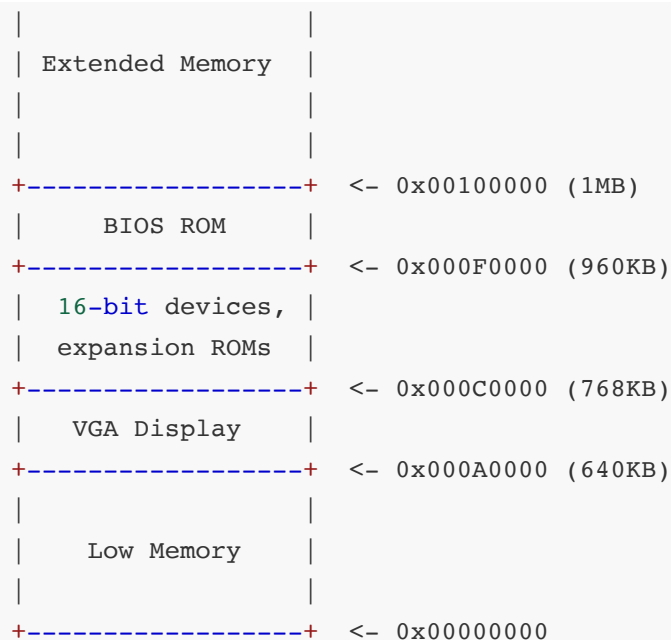 |                  |
| Extended Memory  |
|                  |
|                  |
+------------------+  <- 0x00100000 (1MB)
|     BIOS ROM     |
+------------------+  <- 0x000F0000 (960KB)
|  16-bit devices, |
|  expansion ROMs  |
+------------------+  <- 0x000C0000 (768KB)
|   VGA Display    |
+------------------+  <- 0x000A0000 (640KB)
|                  |
|    Low Memory    |
|                  |
+------------------+  <- 0x00000000